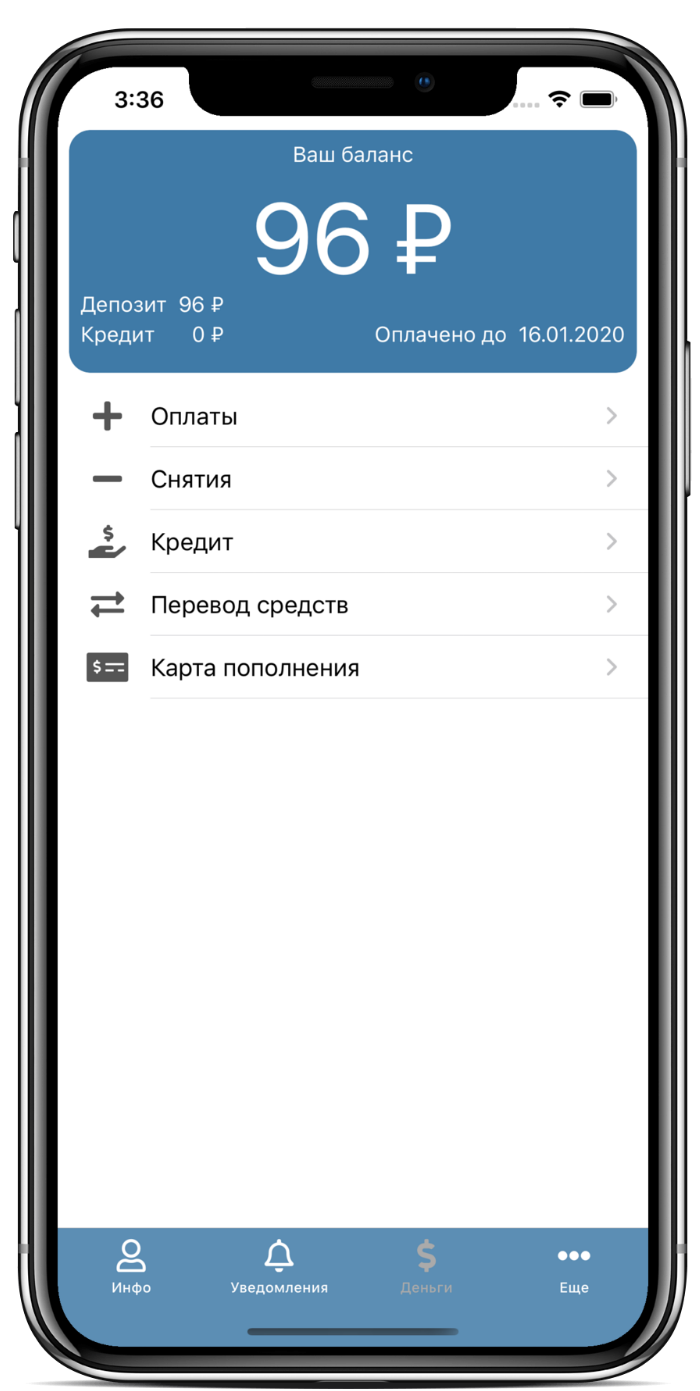 3:36
Ваш баланс
96 ₽
Депозит 96 ₽
Кредит 0 ₽ Оплачено до 16.01.2020
Оплаты
Снятия
Кредит
Перевод средств
Карта пополнения
Инфо Уведомления Деньги Еще